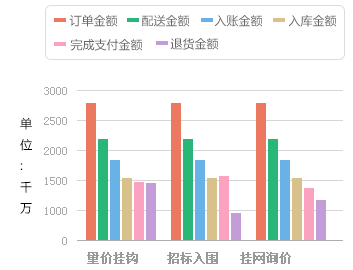 订单金额 配送金额 入账金额 入库金额
完成支付金额 退货金额
3000
2500
2000
1500
1000
0
单
位
:
千
万
量价挂钩 招标入围 挂网询价